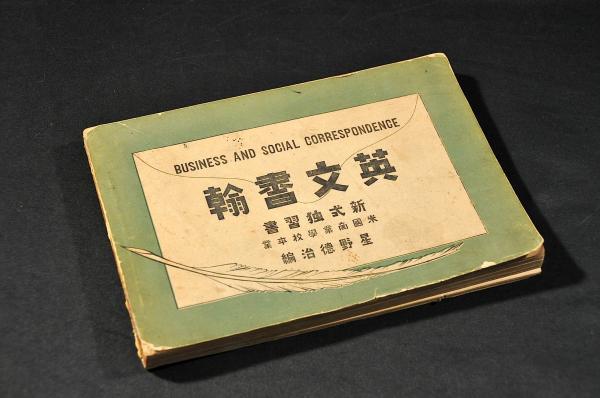 BUSINESS AND SOCIAL CORRESPONDENCE
英文書翰
新式独習書
米國商業學校卒業
星野德治編